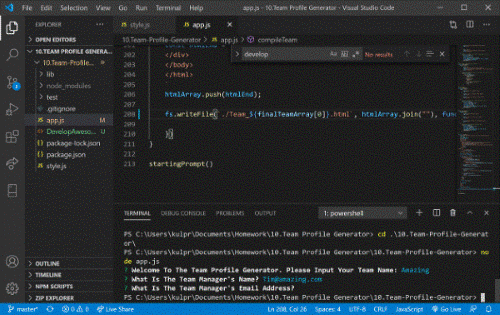 File Edit Selection View Go Run Terminal Help
app.js - 10.Team Profile Generator - Visual Studio Code
EXPLORER
OPEN EDITORS
10.TEAM PROFILE GENERA...
10.Team-Profile...
lib
node_modules
test
.gitignore
app.js M
DevelopAwesom...
package-lock.json
package.json
style.js
OUTLINE
TIMELINE
NPM SCRIPTS
ZIP EXPLORER
style.js
app.js
10.Team-Profile-Generator > app.js > compileTeam
develop
No results
202 </div>
203 </body>
204 </html>
205
206 htmlArray.push(htmlEnd);
207
208 fs.writeFile(`./Team_${finalTeamArray[0]}.html`, htmlArray.join(""), func
209
210 })
211 }
212
213 startingPrompt()
TERMINAL DEBUG CONSOLE PROBLEMS OUTPUT
1: powershell
PS C:\Users\kulpr\Documents\Homework\10.Team Profile Generator> cd .\10.Team-Profile-Generat
or\
PS C:\Users\kulpr\Documents\Homework\10.Team Profile Generator\10.Team-Profile-Generator> no
de app.js
? Welcome To The Team Profile Generator. Please Input Your Team Name: Amazing
? What Is The Team Manager's Name?
? What Is The Team Manager's Email Address?
master* 0 0 Live Share
Ln 208, Col 26 Spaces: 4 UTF-8 CRLF JavaScript Go Live